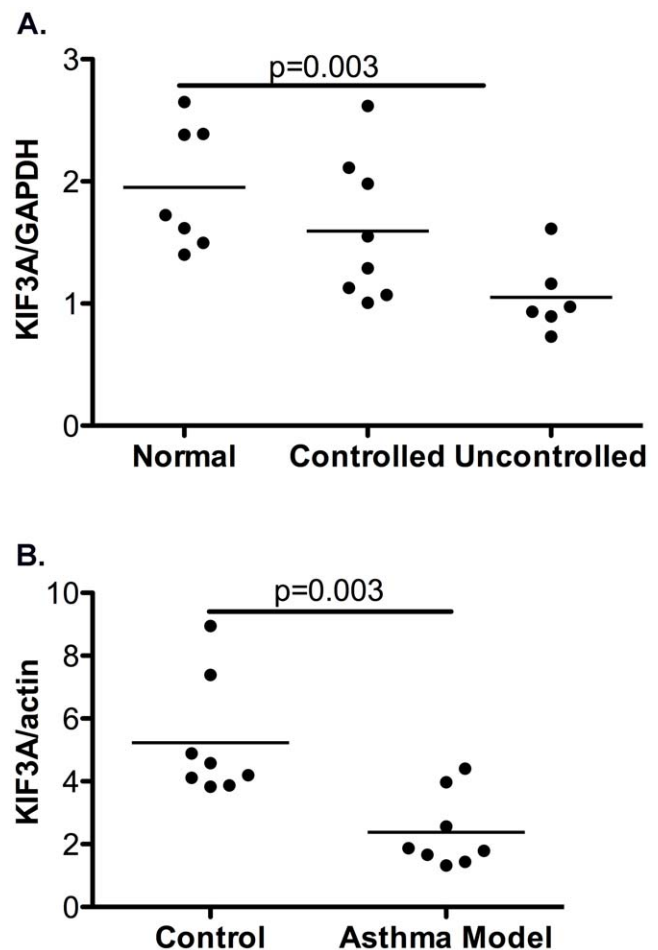 A.
p=0.003
3
2
1
0
KIF3A/GAPDH
Normal Controlled Uncontrolled
B.
p=0.003
10
8
6
4
2
0
KIF3A/actin
Control Asthma Model